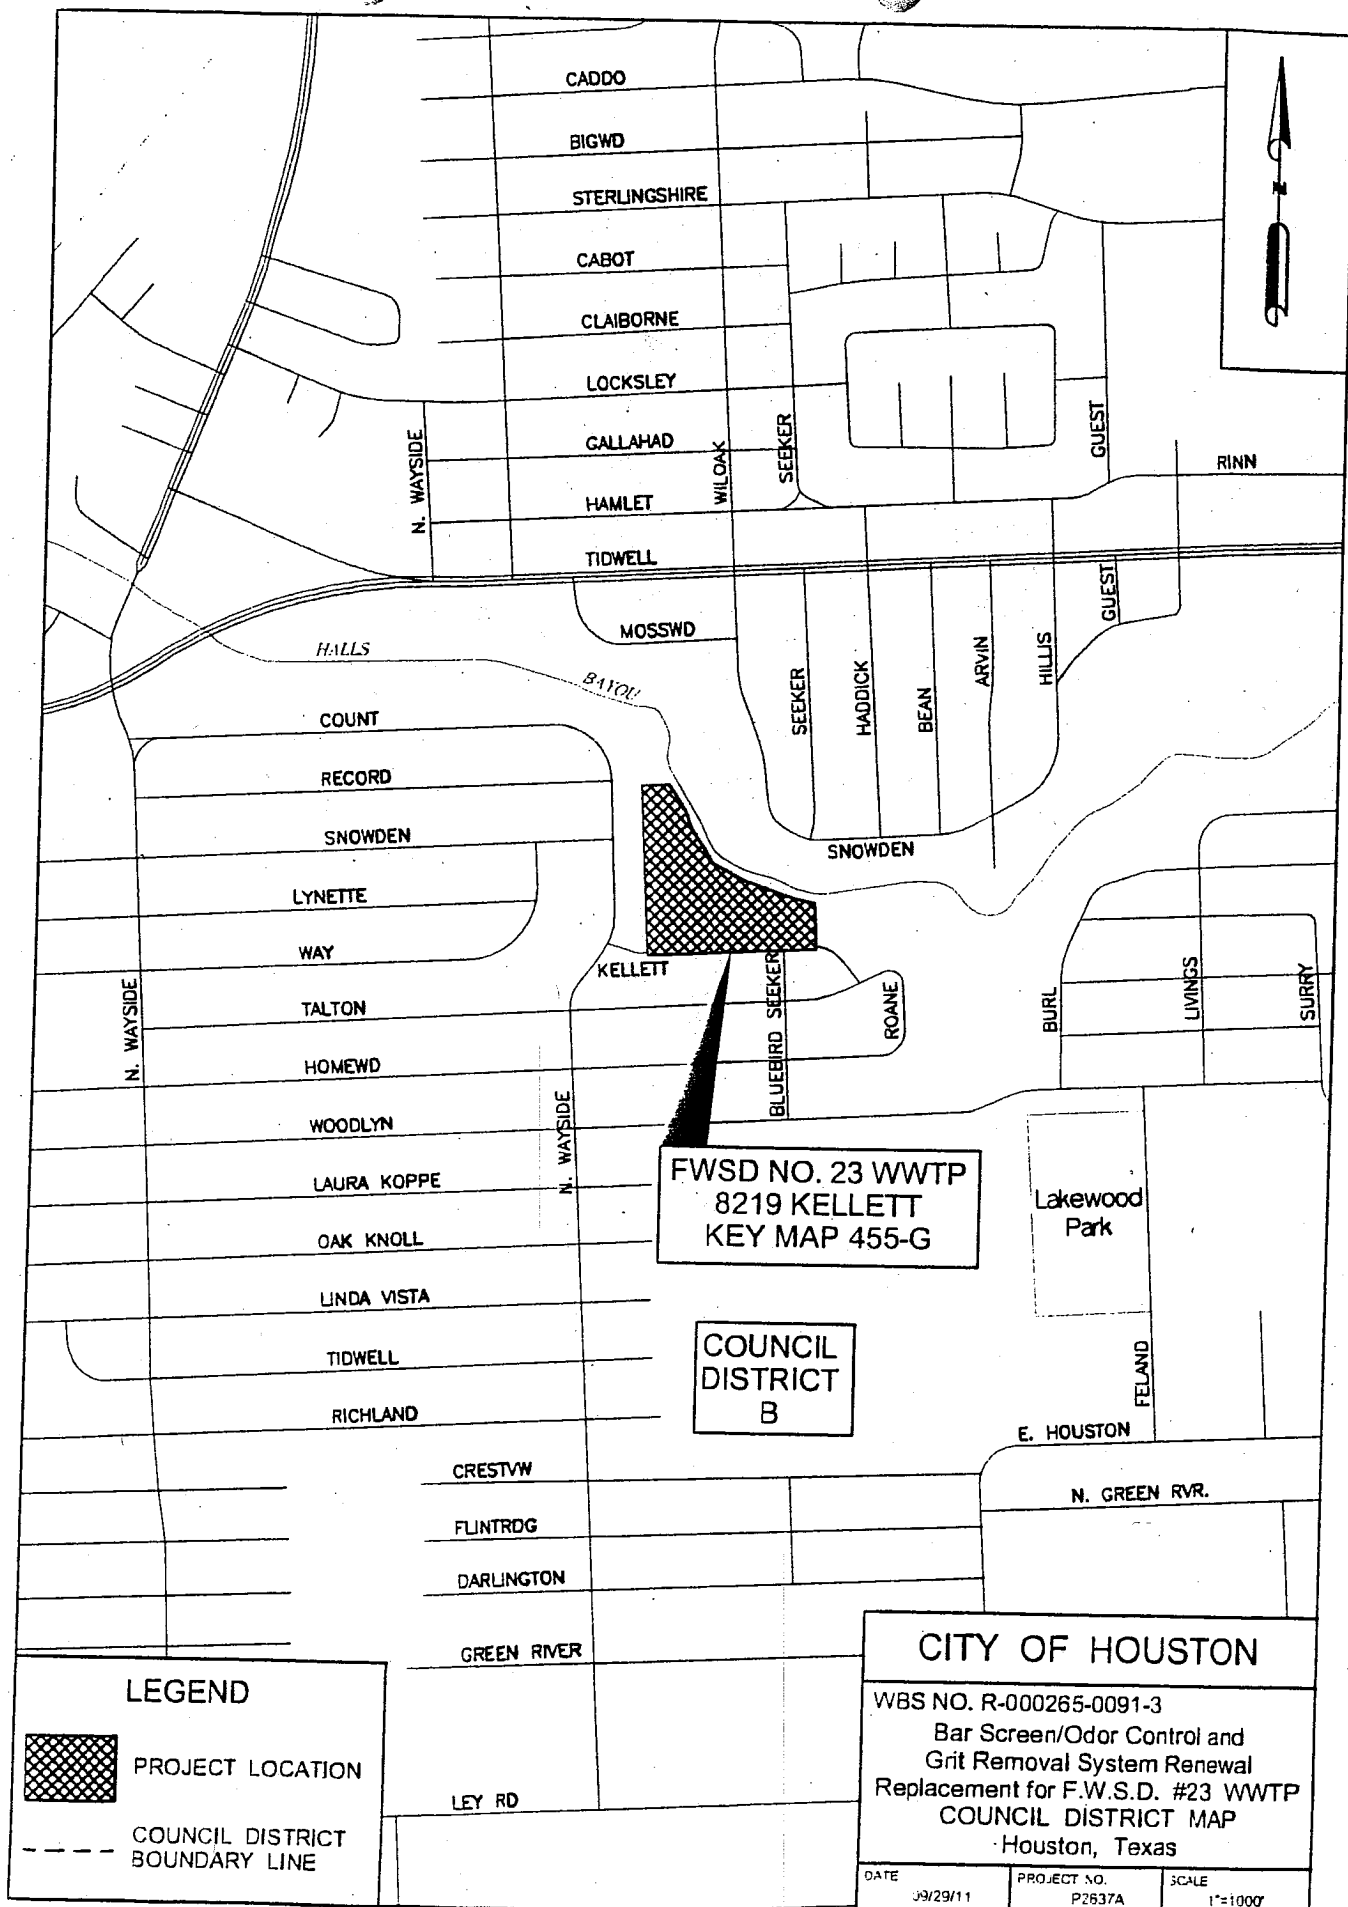 CADDO
BIGWD
STERLINGSHIRE
CABOT
CLAIBORNE
LOCKSLEY
GALLAHAD
HAMLET
TIDWELL
N. WAYSIDE
WILOAK
SEEKER
GUEST
RINN
N
MOSSWD
HALLS
BAYOU
SEEKER
HADDICK
BEAN
ARVIN
HILLIS
GUEST
COUNT
RECORD
SNOWDEN
SNOWDEN
LYNETTE
WAY
KELLETT
TALTON
HOMEWD
N. WAYSIDE
BLUEBIRD SEEKER
ROANE
BURL
LIVINGS
SURRY
WOODLYN
N. WAYSIDE
LAURA KOPPE
OAK KNOLL
LINDA VISTA
TIDWELL
RICHLAND
FWSD NO. 23 WWTP
8219 KELLETT
KEY MAP 455-G
Lakewood
Park
COUNCIL
DISTRICT
B
FELAND
E. HOUSTON
N. GREEN RVR.
CRESTVW
FLINTRDG
DARLINGTON
GREEN RIVER
LEY RD
LEGEND
PROJECT LOCATION
COUNCIL DISTRICT
BOUNDARY LINE
CITY OF HOUSTON
WBS NO. R-000265-0091-3
Bar Screen/Odor Control and
Grit Removal System Renewal
Replacement for F.W.S.D. #23 WWTP
COUNCIL DISTRICT MAP
Houston, Texas
DATE
09/29/11
PROJECT NO.
P2637A
SCALE
1"=1000'